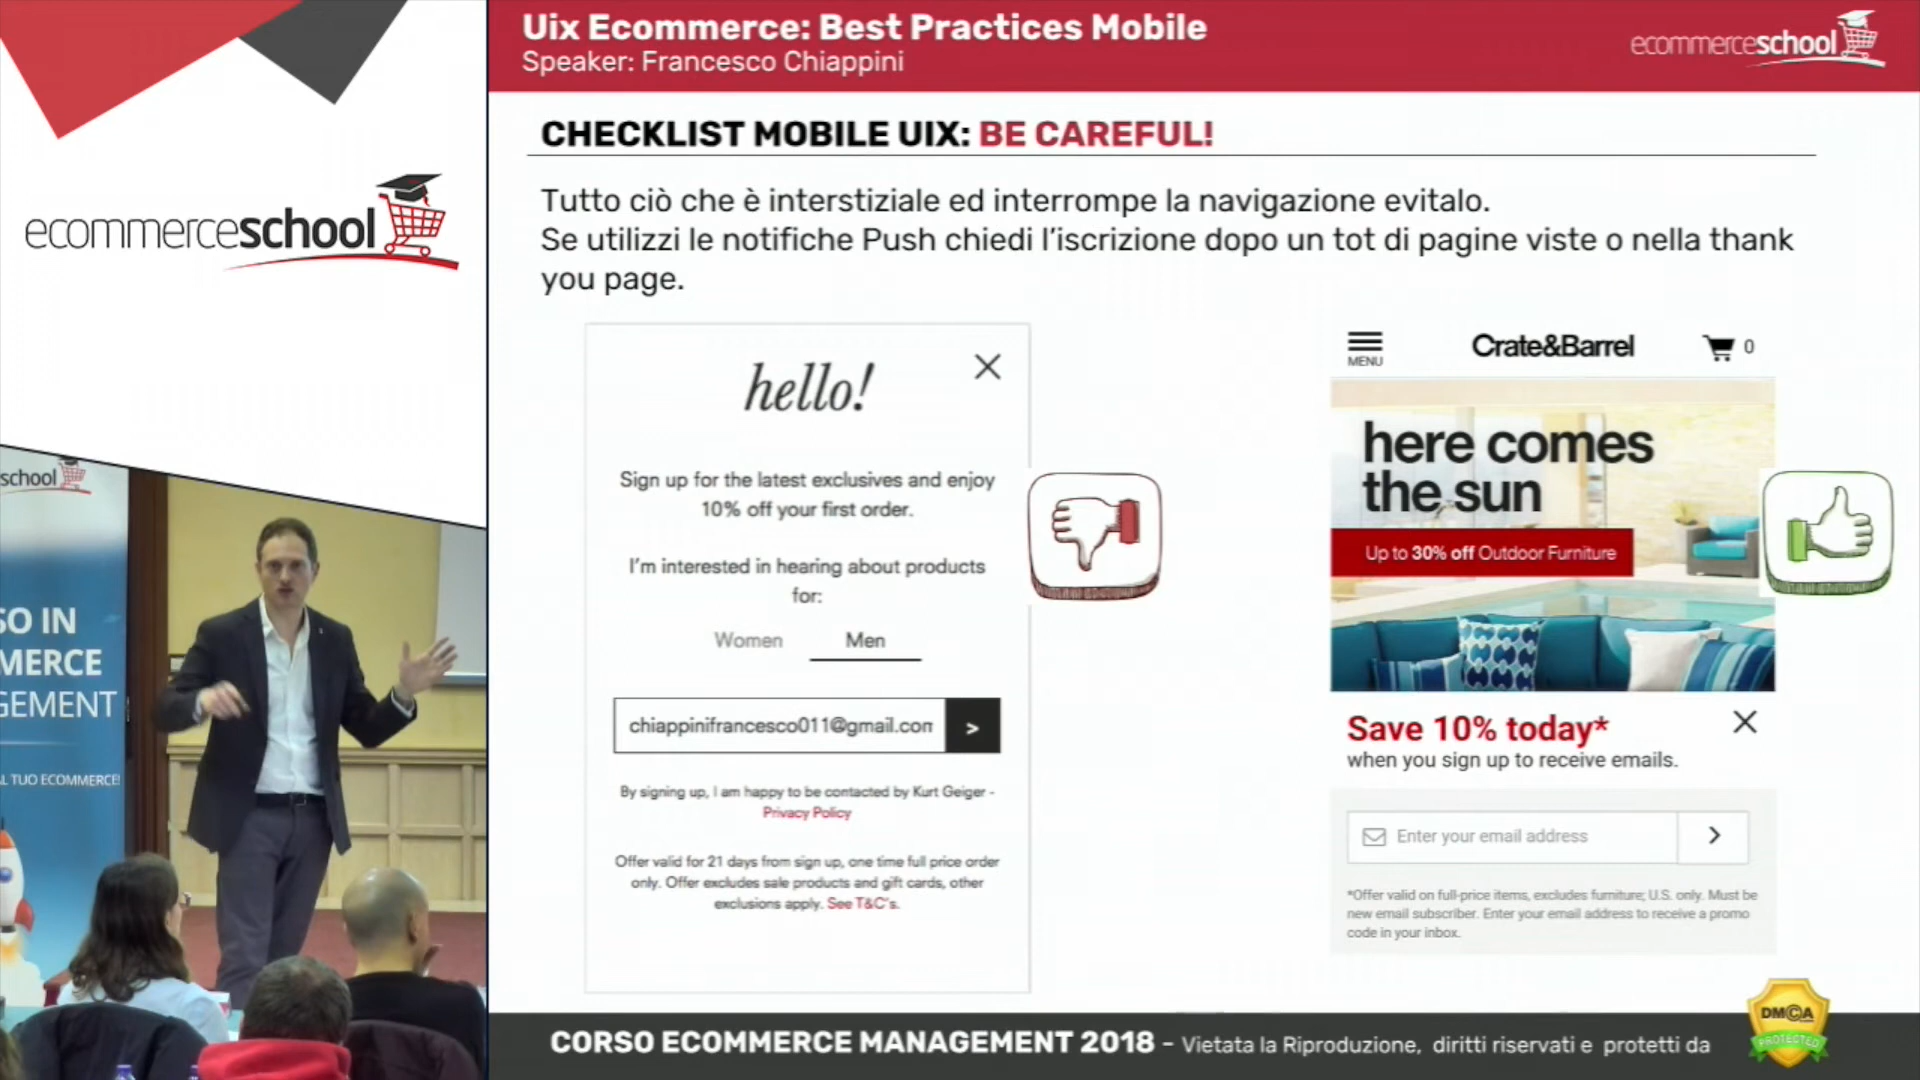 Uix Ecommerce: Best Practices Mobile
Speaker: Francesco Chiappini
ecommerceschool
CHECKLIST MOBILE UIX: BE CAREFUL!
Tutto ciò che è interstiziale ed interrompe la navigazione evitalo.
Se utilizzi le notifiche Push chiedi l'iscrizione dopo un tot di pagine viste o nella thank
you page.
ecommerceschool
hello!
Sign up for the latest exclusives and enjoy
10% off your first order.
I'm interested in hearing about products
for:
Women Men
chiappinifrancesco011@gmail.com
>
By signing up, I am happy to be contacted by Kurt Geiger -
Privacy Policy
Offer valid for 21 days from sign up, one time full price order
only. Offer excludes sale products and gift cards, other
exclusions apply. See T&C's.
MENU
Crate&Barrel
0
here comes
the sun
Up to 30% off Outdoor Furniture
Save 10% today*
when you sign up to receive emails.
Enter your email address
*Offer valid on full-price items, excludes furniture; U.S. only. Must be
new email subscriber. Enter your email address to receive a promo
code in your inbox.
school
SO IN
MERCE
GEMENT
L TUO ECOMMERCE!
CORSO ECOMMERCE MANAGEMENT 2018 - Vietata la Riproduzione, diritti riservati e protetti da
DMCA
PROTECTED